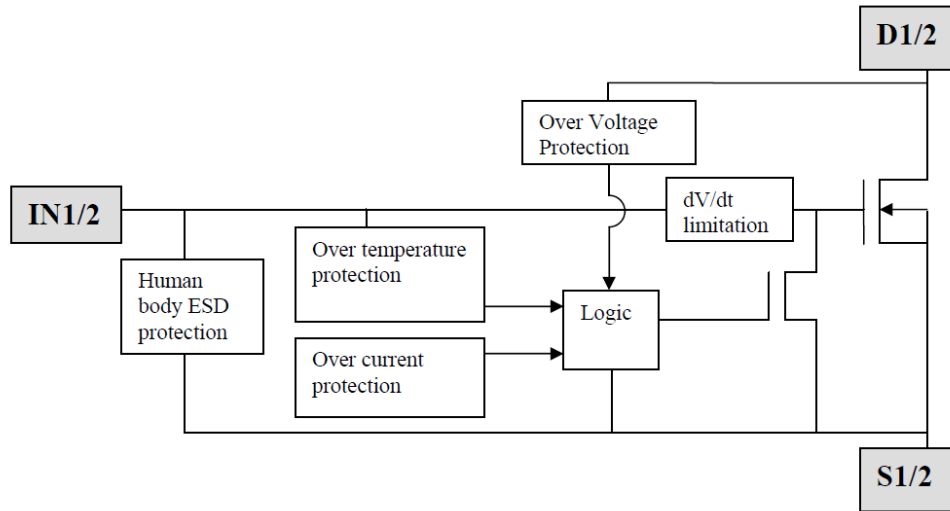 D1/2
Over Voltage
Protection
IN1/2
dV/dt
limitation
Over temperature
protection
Human
body ESD
protection
Logic
Over current
protection
S1/2